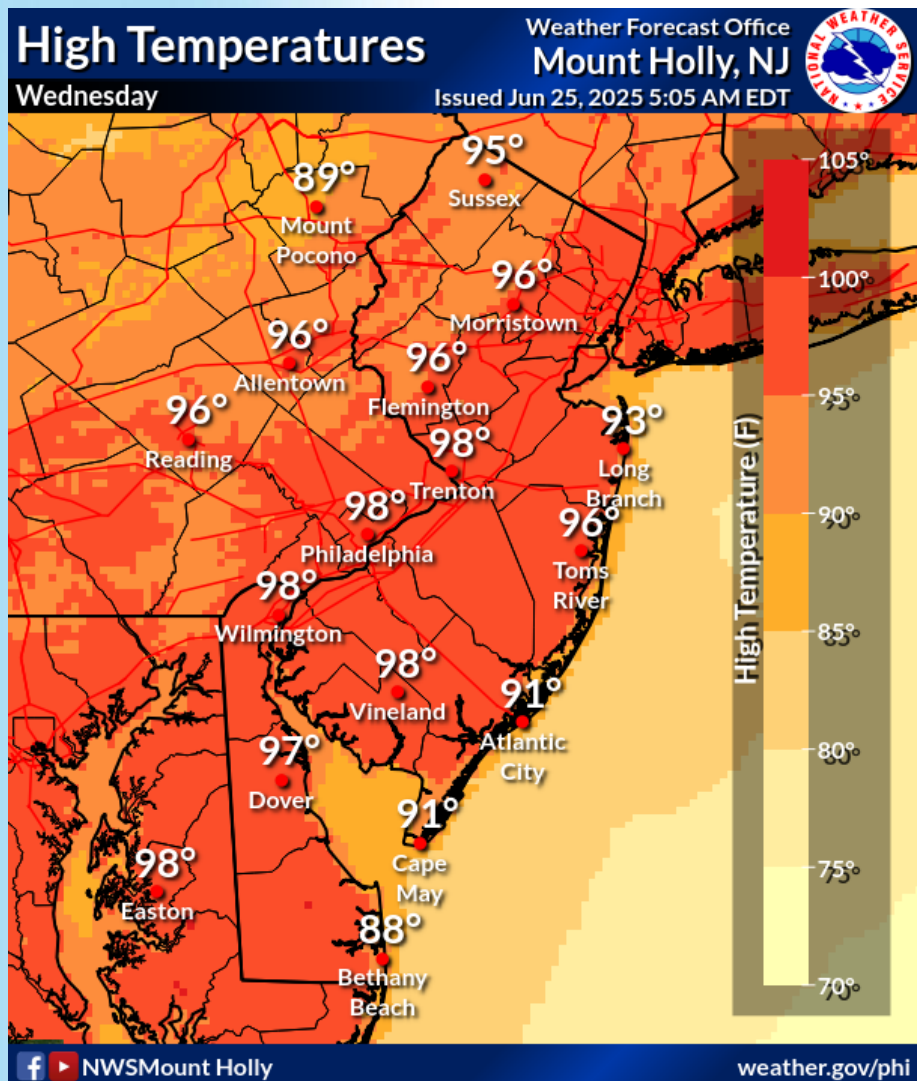 High Temperatures
Wednesday
Weather Forecast Office
Mount Holly, NJ
Issued Jun 25, 2025 5:05 AM EDT
NATIONAL WEATHER SERVICE
95°
Sussex
89°
Mount
Pocono
96°
Morristown
96°
Allentown
96°
Flemington
96°
Reading
93°
Long
Branch
98°
Trenton
98°
Philadelphia
96°
Toms
River
98°
Wilmington
98°
Vineland
91°
Atlantic
City
97°
Dover
91°
Cape
May
98°
Easton
88°
Bethany
Beach
High Temperature (F)
105°
100°
95°
90°
85°
80°
75°
70°
NWSMount Holly
weather.gov/phi